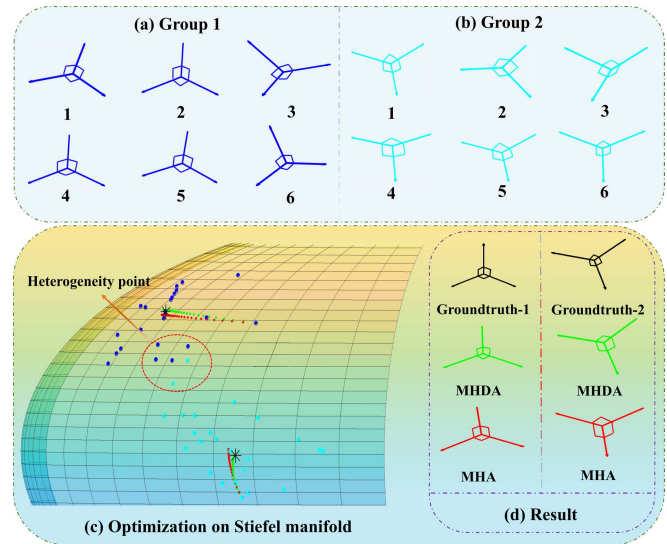 (a) Group 1
(b) Group 2
1
2
3
1
2
3
4
5
6
4
5
6
Heterogeneity point
Groundtruth-1
Groundtruth-2
MHDA
MHDA
MHA
MHA
(c) Optimization on Stiefel manifold
(d) Result